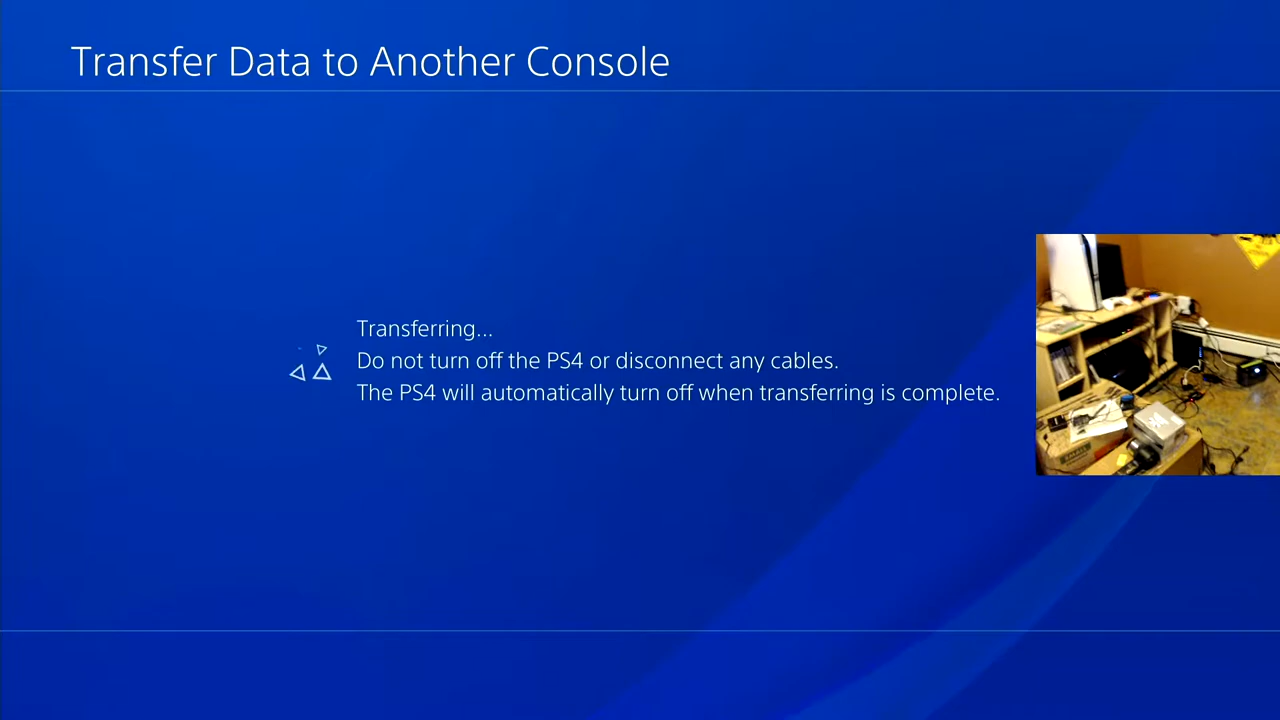 Transfer Data to Another Console
Transferring...
Do not turn off the PS4 or disconnect any cables.
The PS4 will automatically turn off when transferring is complete.